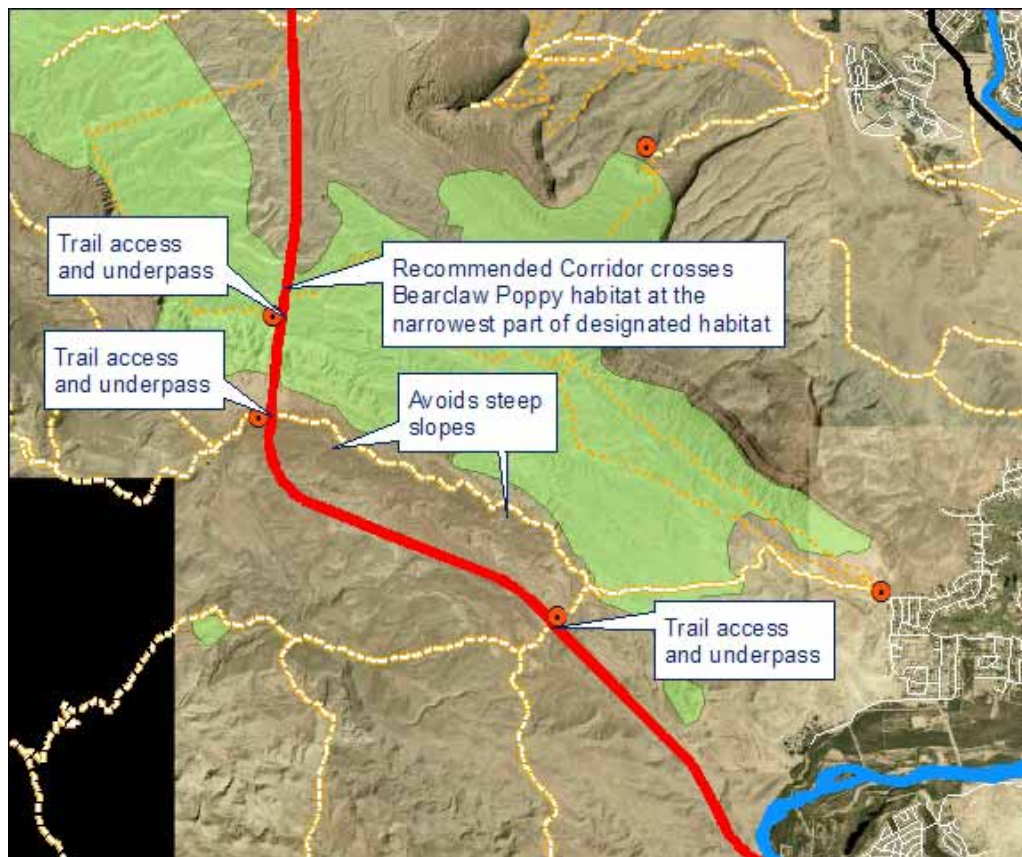 Trail access
and underpass
Recommended Corridor crosses
Bearclaw Poppy habitat at the
narrowest part of designated habitat
Trail access
and underpass
Avoids steep
slopes
Trail access
and underpass